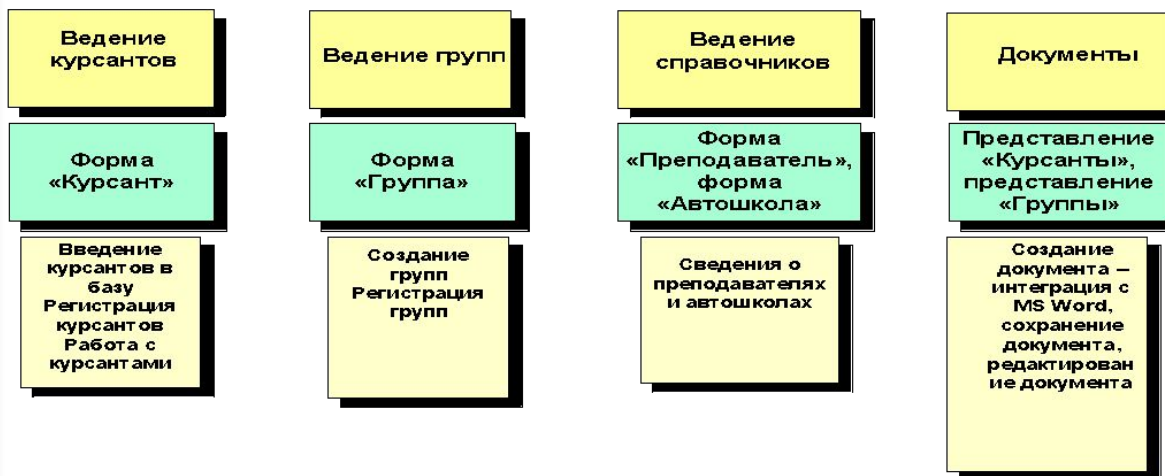 Ведение
курсантов
Ведение групп
Ведение
справочников
Документы
Форма
«Курсант»
Форма
«Группа»
Форма
«Преподаватель»,
форма
«Автошкола»
Представление
«Курсанты»,
представление
«Группы»
Введение
курсантов в
базу
Регистрация
курсантов
Работа с
курсантами
Создание
групп
Регистрация
групп
Сведения о
преподавателях
и автошколах
Создание
документа –
интеграция с
MS Word,
сохранение
документа,
редактирован
ие документа